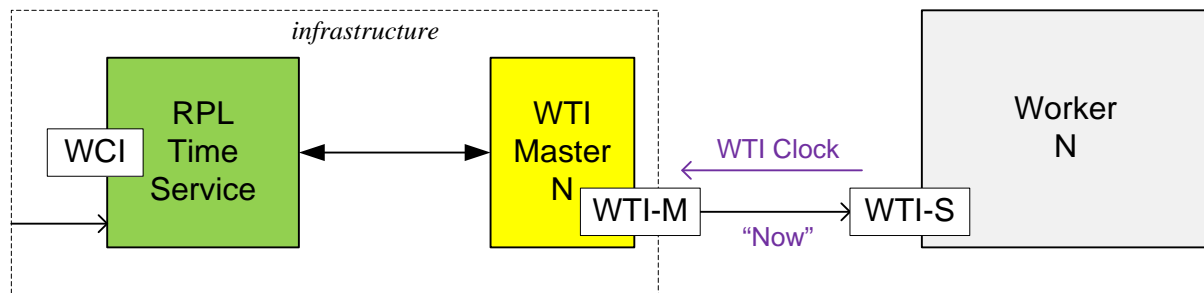 infrastructure
RPL
Time
Service
WCI
WTI
Master
N
WTI-M
WTI Clock
“Now”
WTI-S
Worker
N